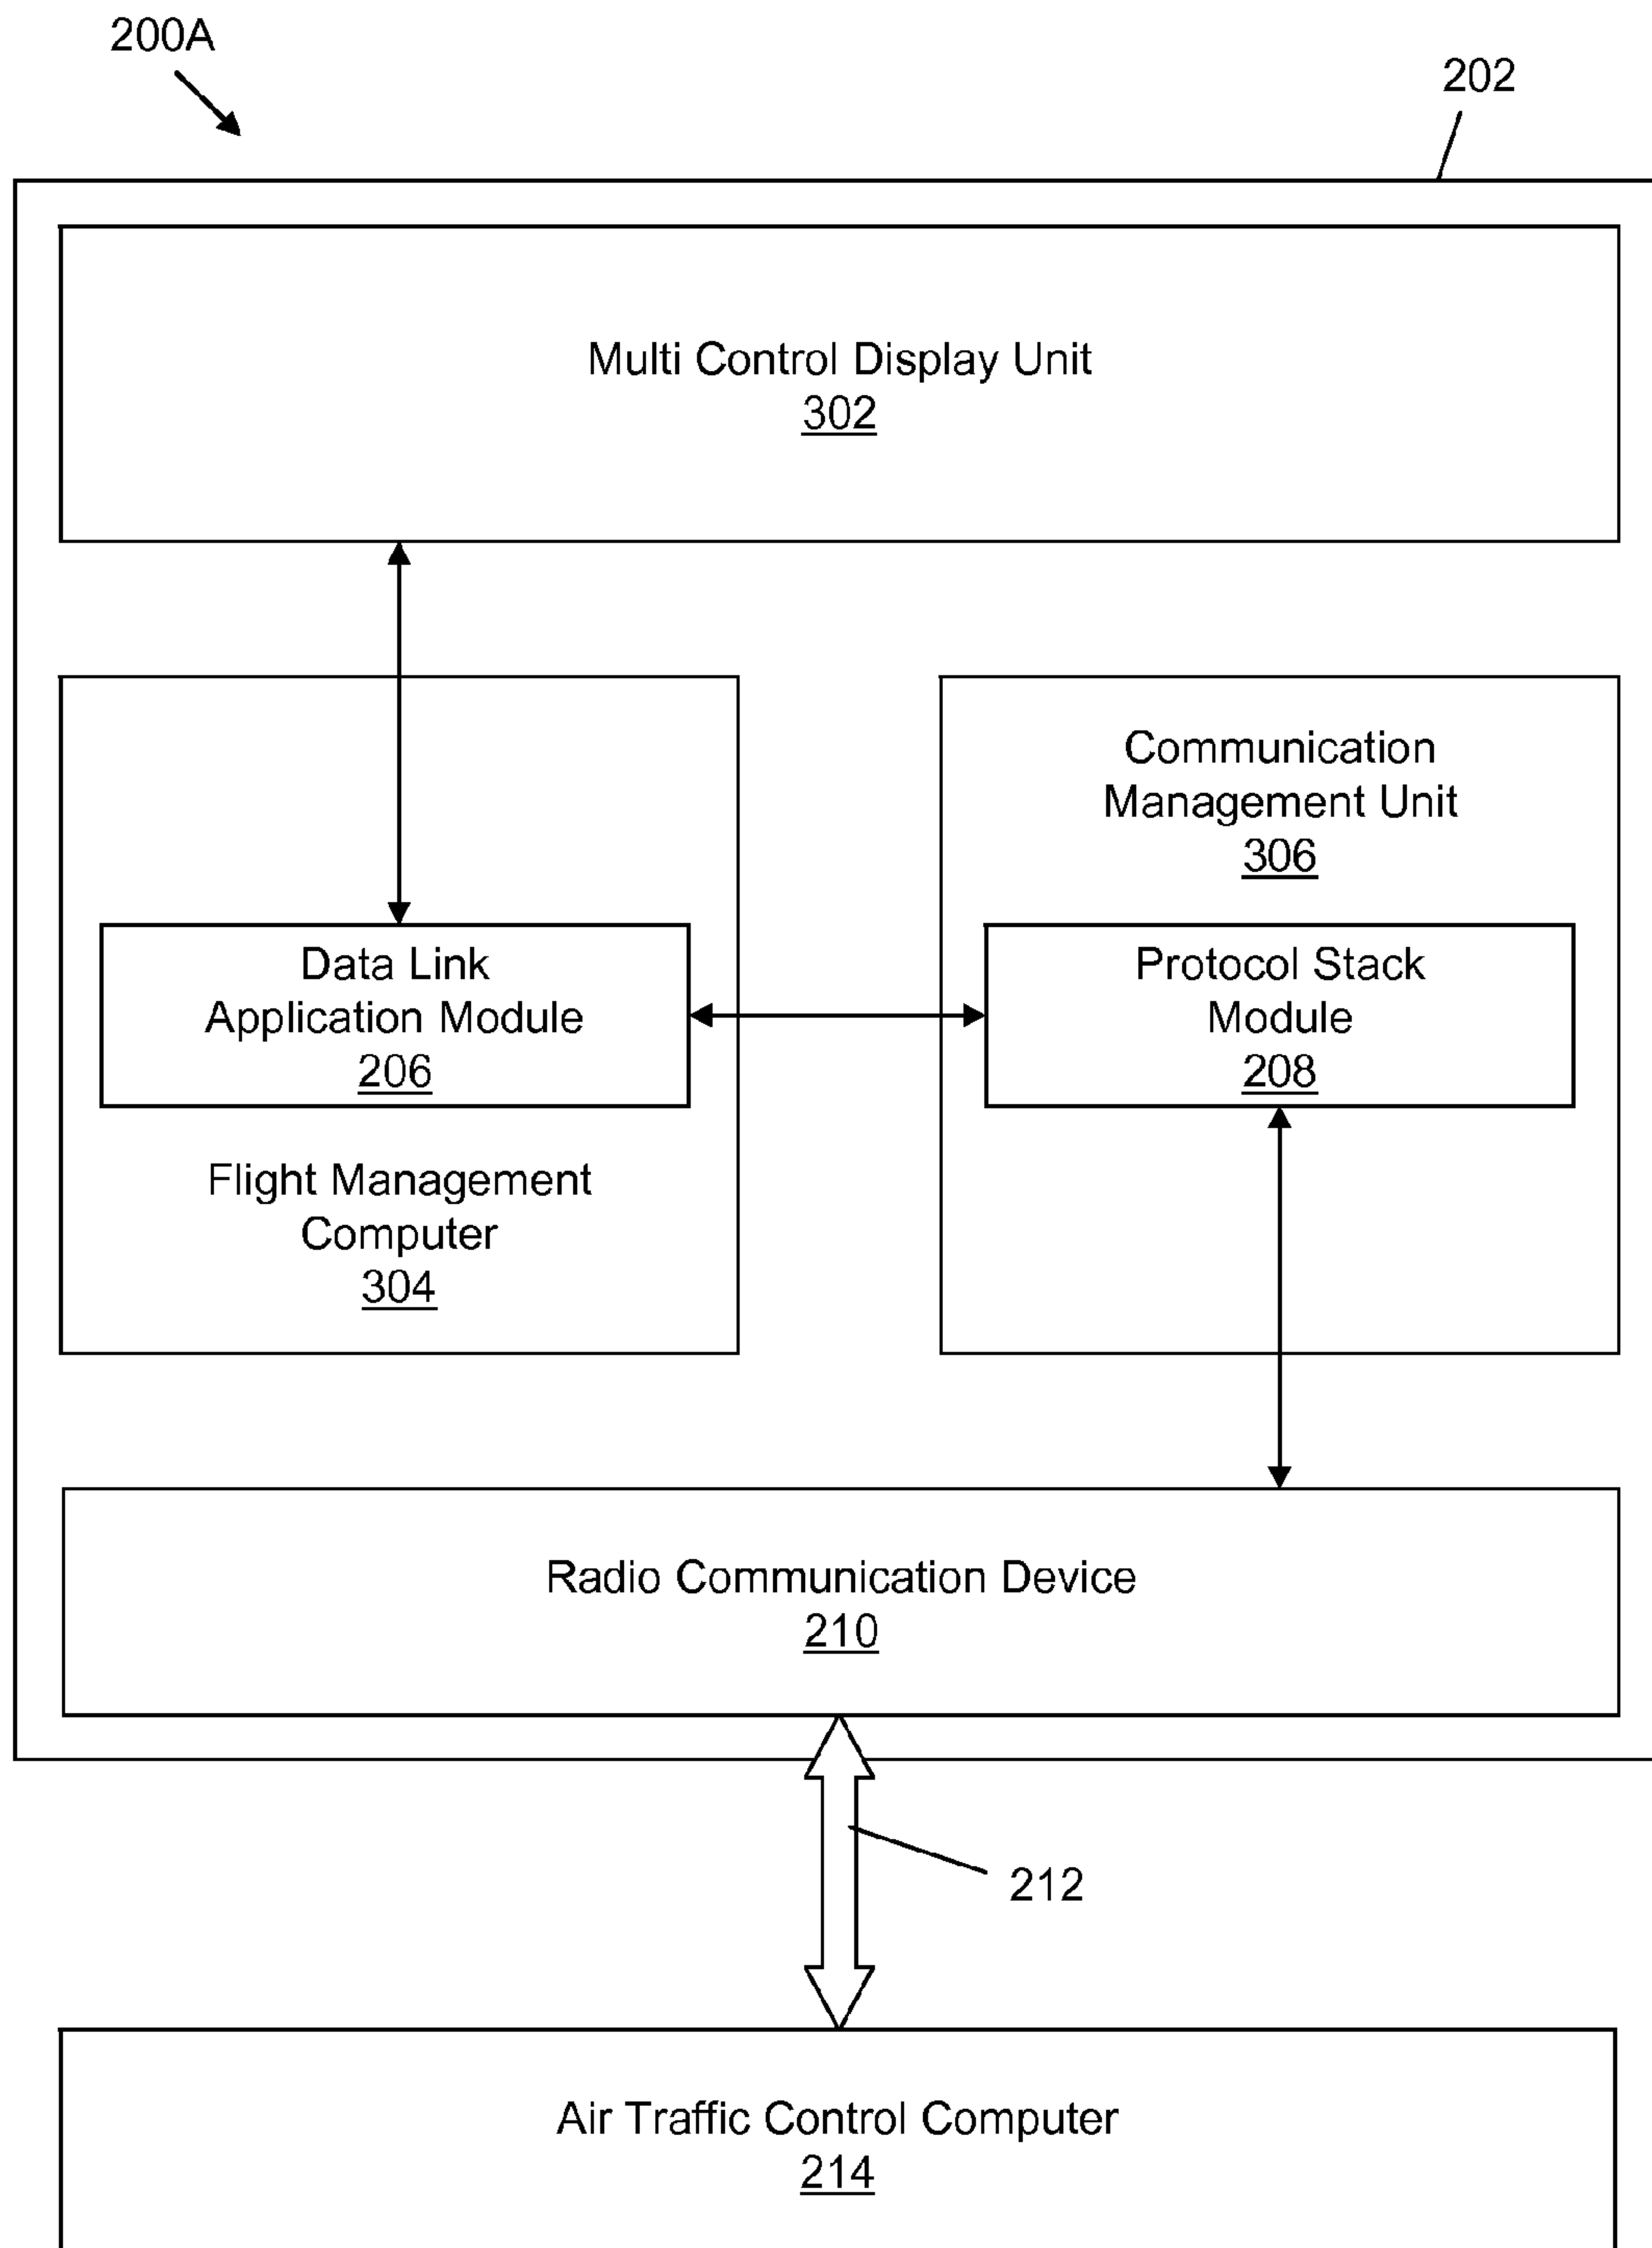 200A
202
Multi Control Display Unit
302
Communication
Management Unit
306
Data Link
Application Module
206
Protocol Stack
Module
208
Flight Management
Computer
304
Radio Communication Device
210
212
Air Traffic Control Computer
214